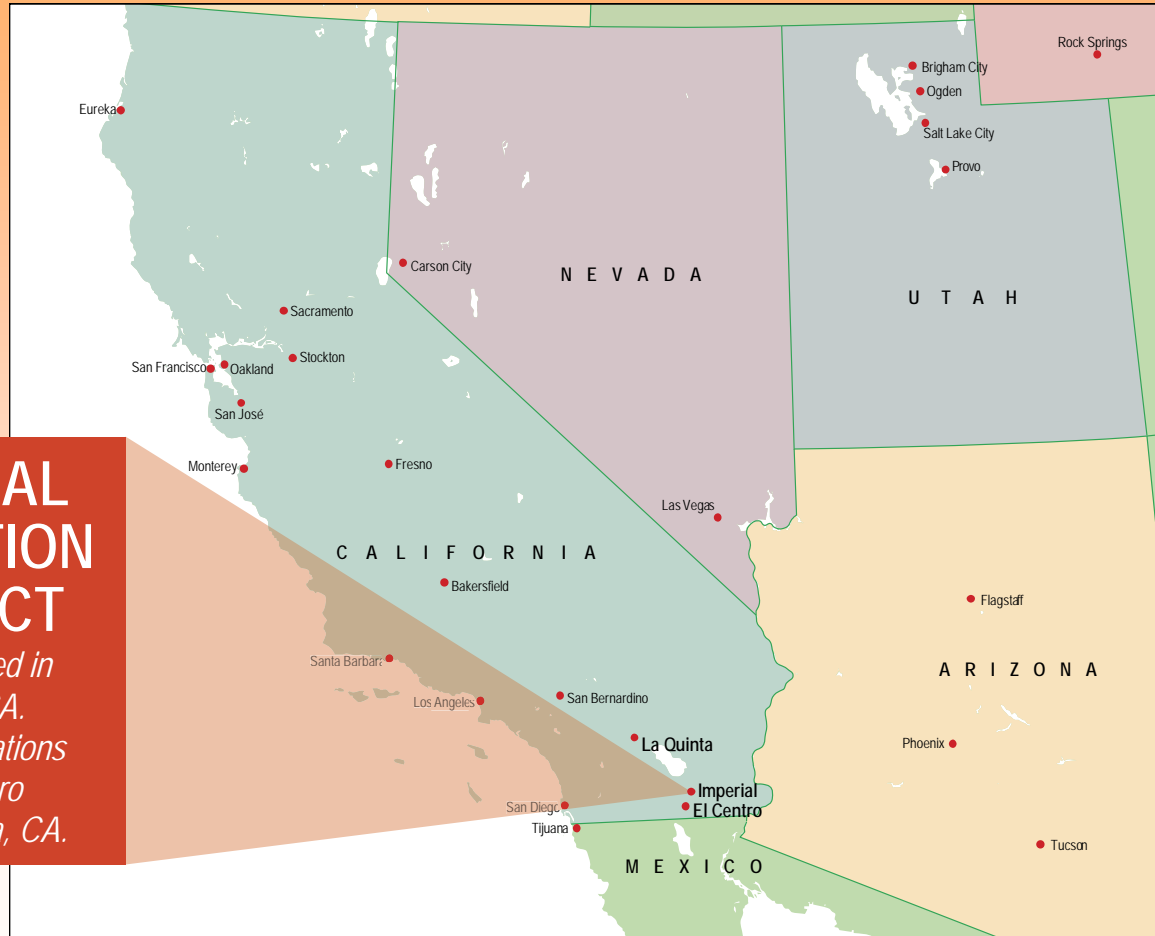 Rock Springs
Brigham City
Ogden
Eureka
Salt Lake City
Provo
Carson City
NEVADA
UTAH
Sacramento
Stockton
San Francisco
Oakland
San José
Monterey
Fresno
Las Vegas
CALIFORNIA
Bakersfield
Flagstaff
Santa Barbara
ARIZONA
Los Angeles
San Bernardino
La Quinta
Phoenix
Imperial
San Diego
El Centro
Tijuana
Tucson
MEXICO
AL
TION
CT
ed in
A.
ations
ro
, CA.